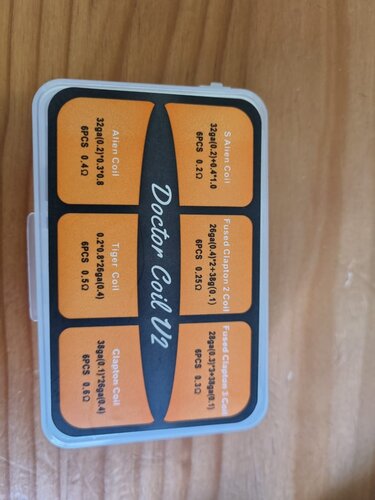 S Alien Coil
32ga(0.2)+0.4*1.0
6PCS 0.2Ω
Fused Clapton 2 Coil
26ga(0.4)*2+38g(0.1)
6PCS 0.25Ω
Fused Clapton 3 Coil
28ga(0.3)*3+38ga(0.1)
6PCS 0.3Ω
Doctor Coil V2
Alien Coil
32ga(0.2)*0.3*0.8
6PCS 0.4Ω
Tiger Coil
0.2*0.8*26ga(0.4)
6PCS 0.5Ω
Clapton Coil
38ga(0.1)*26ga(0.4)
6PCS 0.6Ω